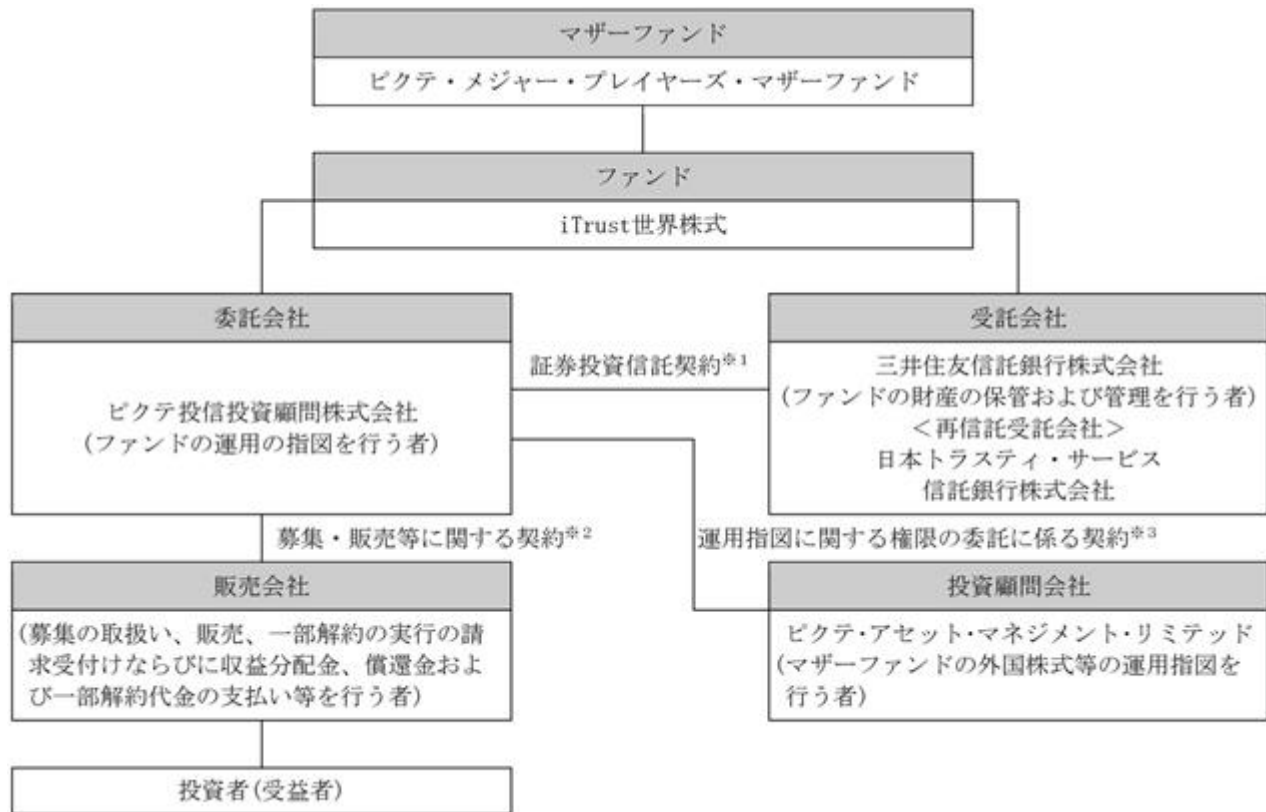 マザーファンド
ピクテ・メジャー・プレイヤーズ・マザーファンド
ファンド
iTrust世界株式
委託会社
ピクテ投信投資顧問株式会社
(ファンドの運用の指図を行う者)
証券投資信託契約※1
受託会社
三井住友信託銀行株式会社
(ファンドの財産の保管および管理を行う者)
<再信託受託会社>
日本トラスティ・サービス
信託銀行株式会社
募集・販売等に関する契約※2
運用指図に関する権限の委託に係る契約※3
販売会社
(募集の取扱い、販売、一部解約の実行の請
求受付けならびに収益分配金、償還金およ
び一部解約代金の支払い等を行う者)
投資顧問会社
ピクテ・アセット・マネジメント・リミテッド
(マザーファンドの外国株式等の運用指図を
行う者)
投資者(受益者)